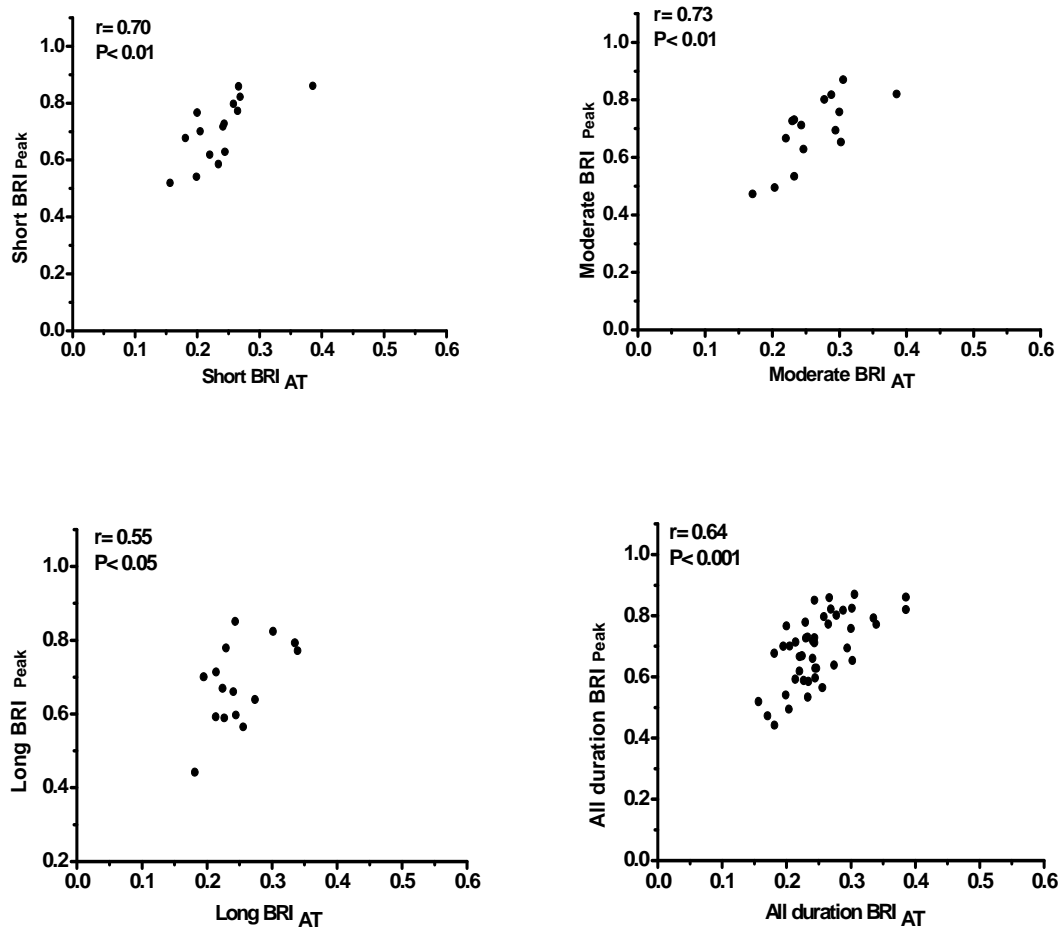 r= 0.70
P< 0.01
1.0
0.8
0.6
0.4
0.2
0.0
Short BRI Peak
0.0 0.1 0.2 0.3 0.4 0.5 0.6
Short BRI AT
r= 0.73
P< 0.01
1.0
0.8
0.6
0.4
0.2
0.0
Moderate BRI Peak
0.0 0.1 0.2 0.3 0.4 0.5 0.6
Moderate BRI AT
r= 0.55
P< 0.05
1.0
0.8
0.6
0.4
0.2
Long BRI Peak
0.0 0.1 0.2 0.3 0.4 0.5 0.6
Long BRI AT
r= 0.64
P< 0.001
1.0
0.8
0.6
0.4
0.2
0.0
All duration BRI Peak
0.0 0.1 0.2 0.3 0.4 0.5 0.6
All duration BRI AT